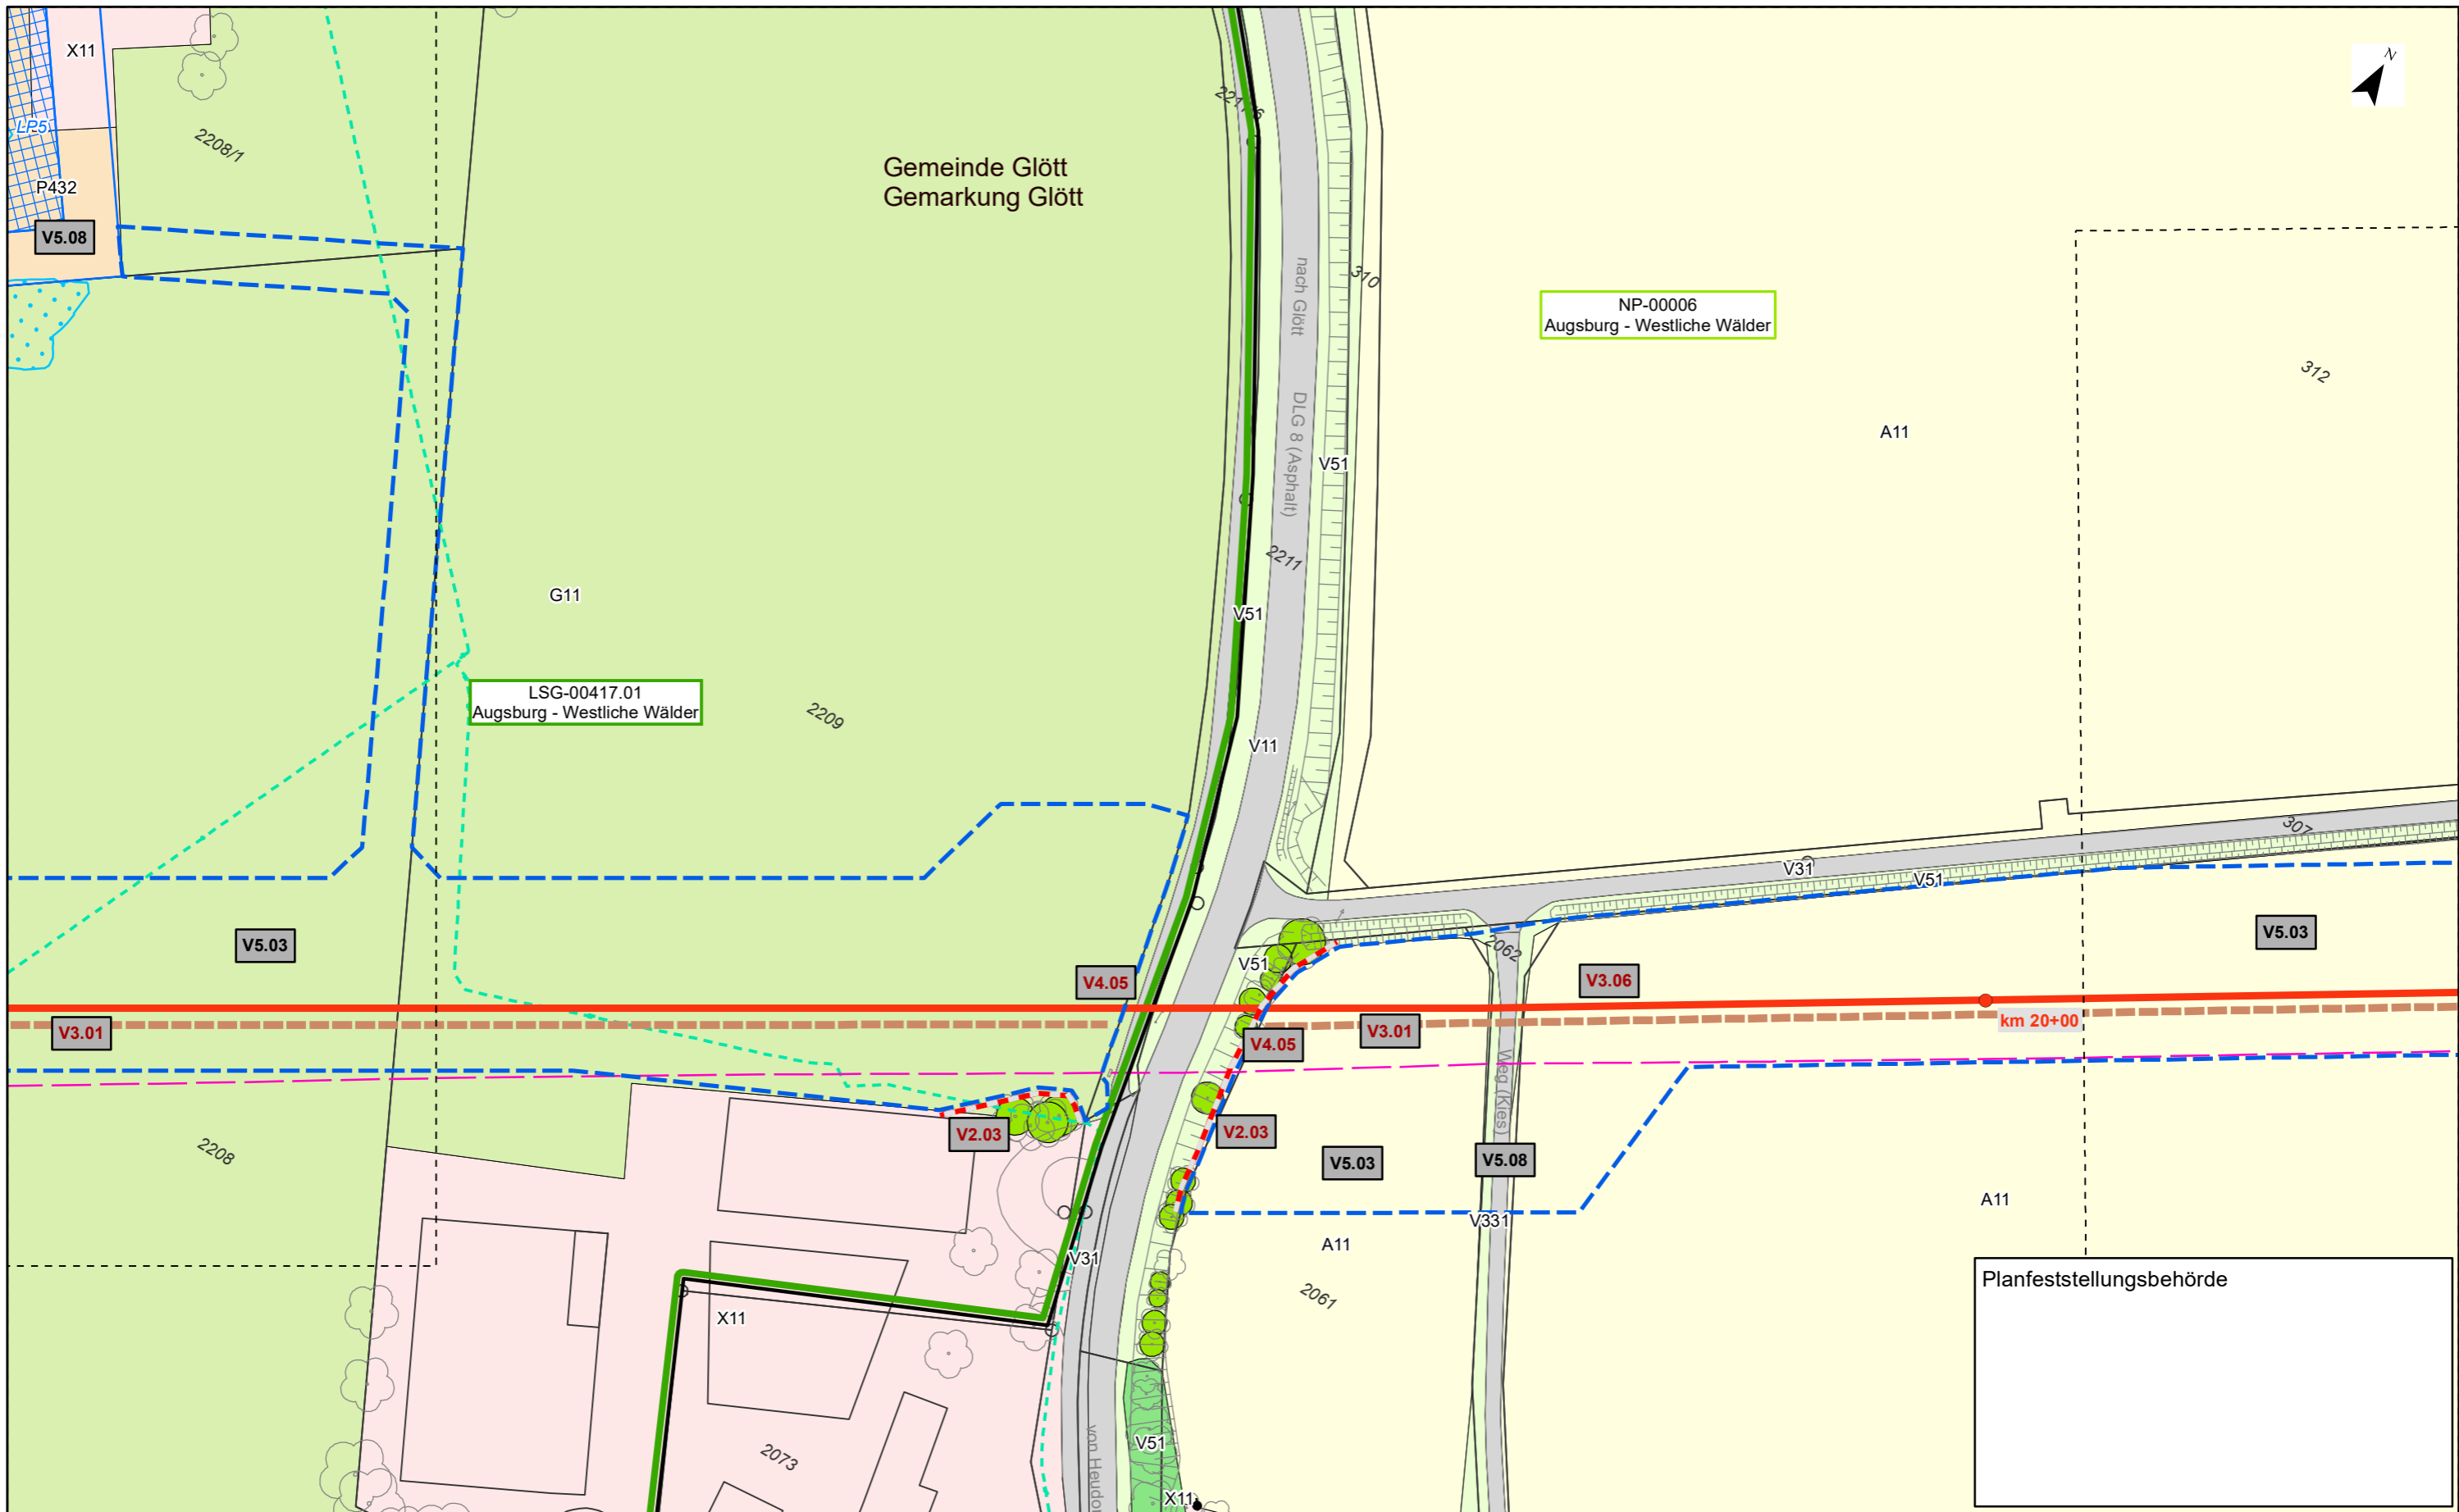 X11
N
LP5
2208/1
P432
V5.08
Gemeinde Glött
Gemarkung Glött
nach Glött
310
NP-00006
Augsburg - Westliche Wälder
312
DLG 8 (Asphalt)
A11
V51
2211
G11
V51
LSG-00417.01
Augsburg - Westliche Wälder
2209
V11
307
V31
V51
V5.03
V5.03
2062
V51
V4.05
V3.06
V3.01
V4.05
V3.01
km 20+00
Weg (Kies)
V2.03
V2.03
V5.03
V5.08
2208
A11
V331
A11
V31
2061
Planfeststellungsbehörde
X11
2073
V51
X11